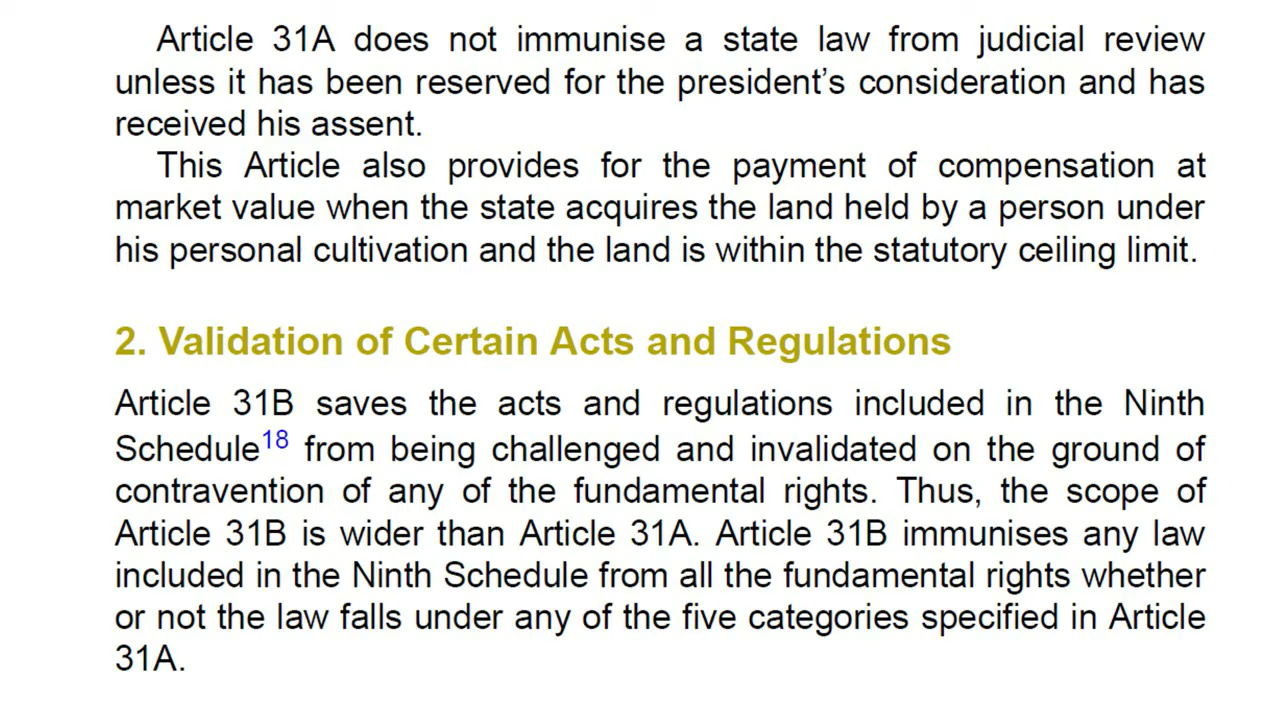 Article 31A does not immunise a state law from judicial review
unless it has been reserved for the president’s consideration and has
received his assent.
This Article also provides for the payment of compensation at
market value when the state acquires the land held by a person under
his personal cultivation and the land is within the statutory ceiling limit.
2. Validation of Certain Acts and Regulations
Article 31B saves the acts and regulations included in the Ninth
Schedule18 from being challenged and invalidated on the ground of
contravention of any of the fundamental rights. Thus, the scope of
Article 31B is wider than Article 31A. Article 31B immunises any law
included in the Ninth Schedule from all the fundamental rights whether
or not the law falls under any of the five categories specified in Article
31A.